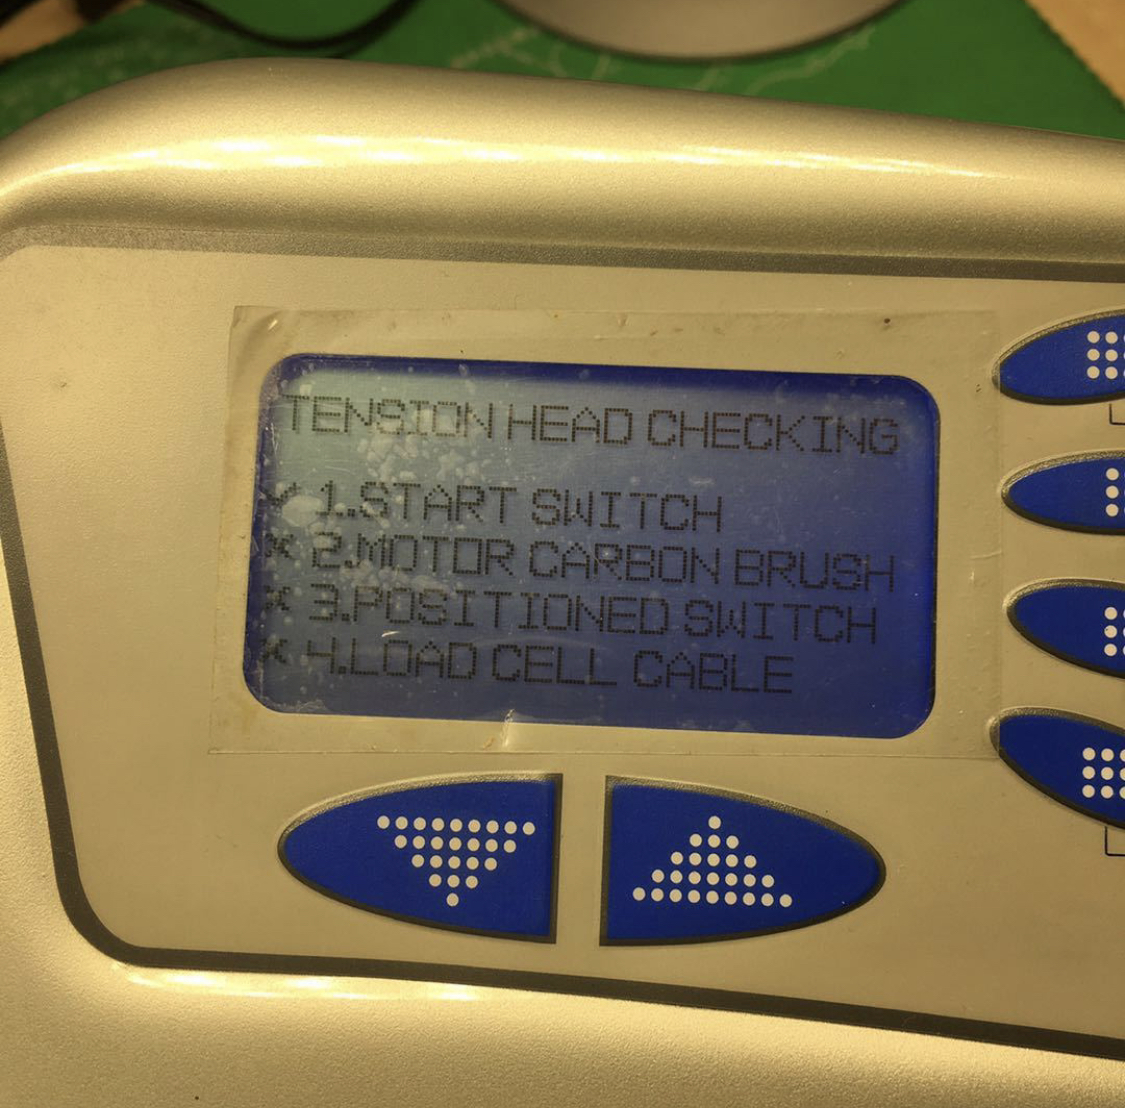 TENSION HEAD CHECKING
✓ 1.START SWITCH
× 2.MOTOR CARBON BRUSH
× 3.POSITIONED SWITCH
× 4.LOAD CELL CABLE